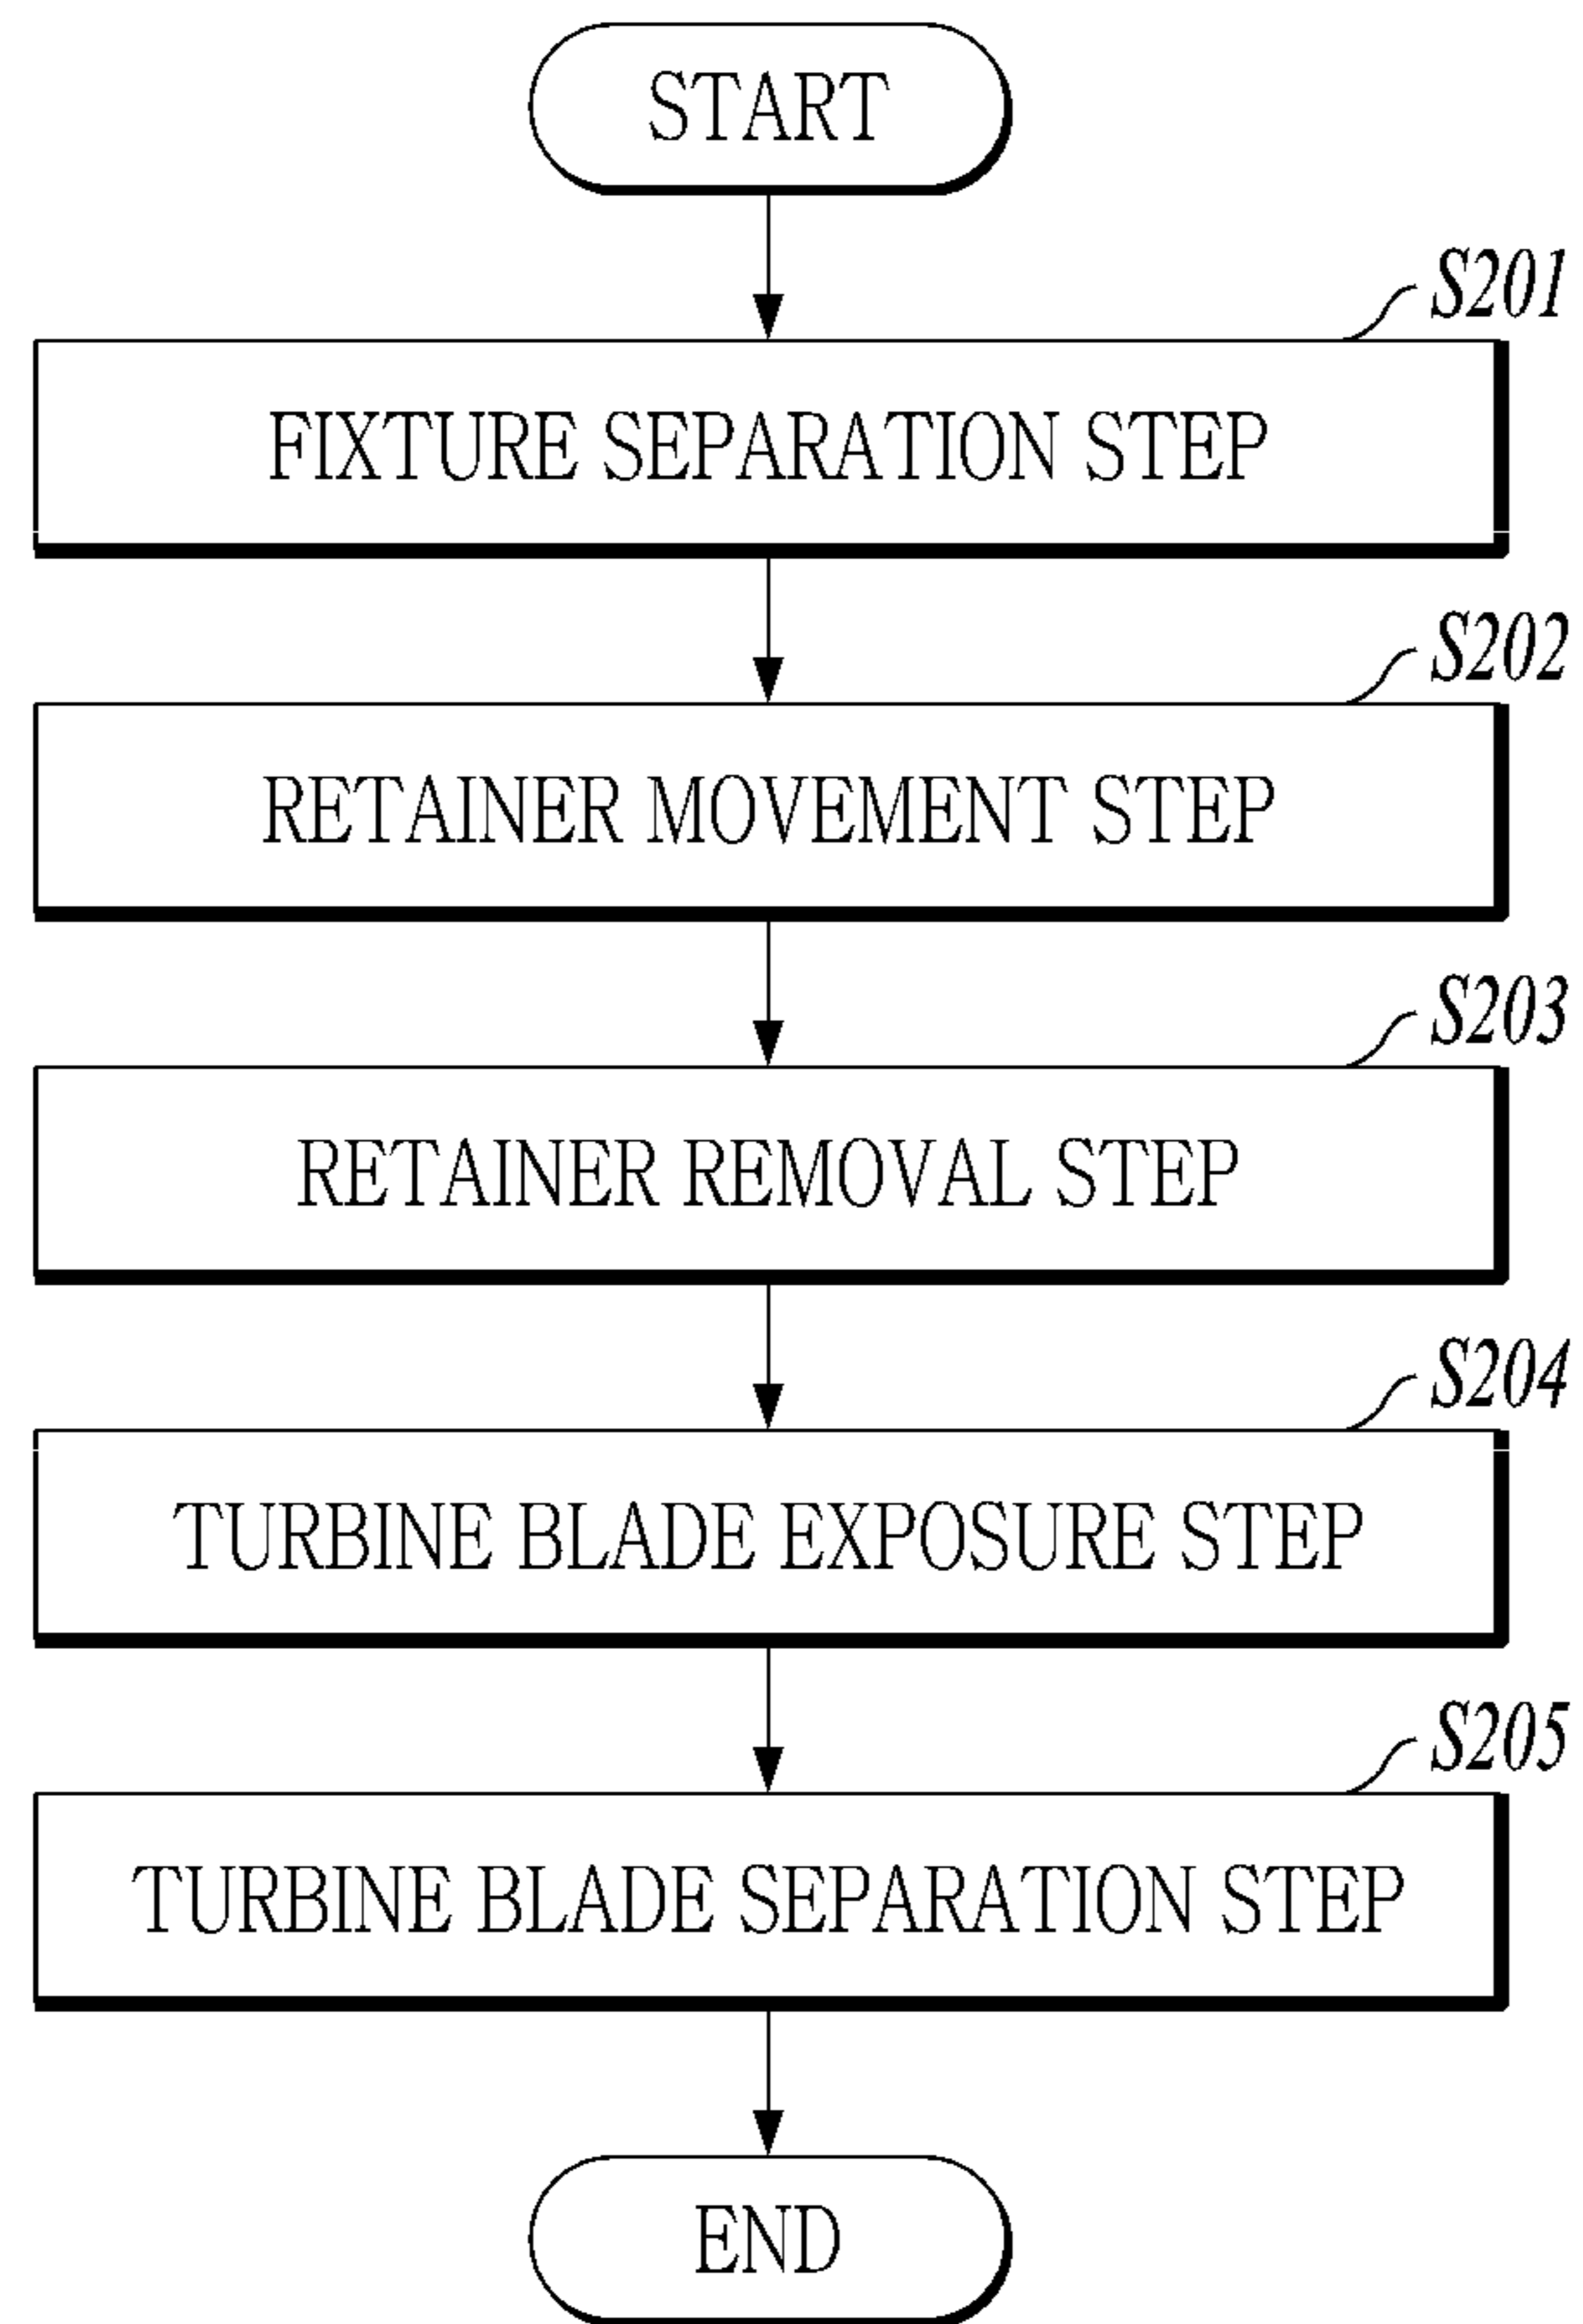 START
S201
FIXTURE SEPARATION STEP
S202
RETAINER MOVEMENT STEP
S203
RETAINER REMOVAL STEP
S204
TURBINE BLADE EXPOSURE STEP
S205
TURBINE BLADE SEPARATION STEP
END